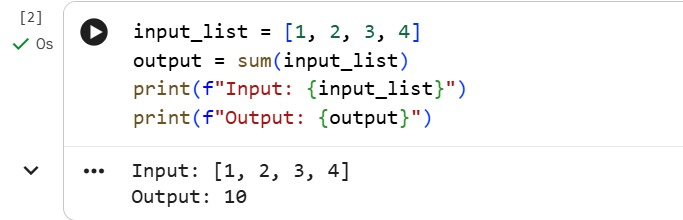 [2]
0s
input_list = [1, 2, 3, 4]
output = sum(input_list)
print(f"Input: {input_list}")
print(f"Output: {output}")
Input: [1, 2, 3, 4]
Output: 10